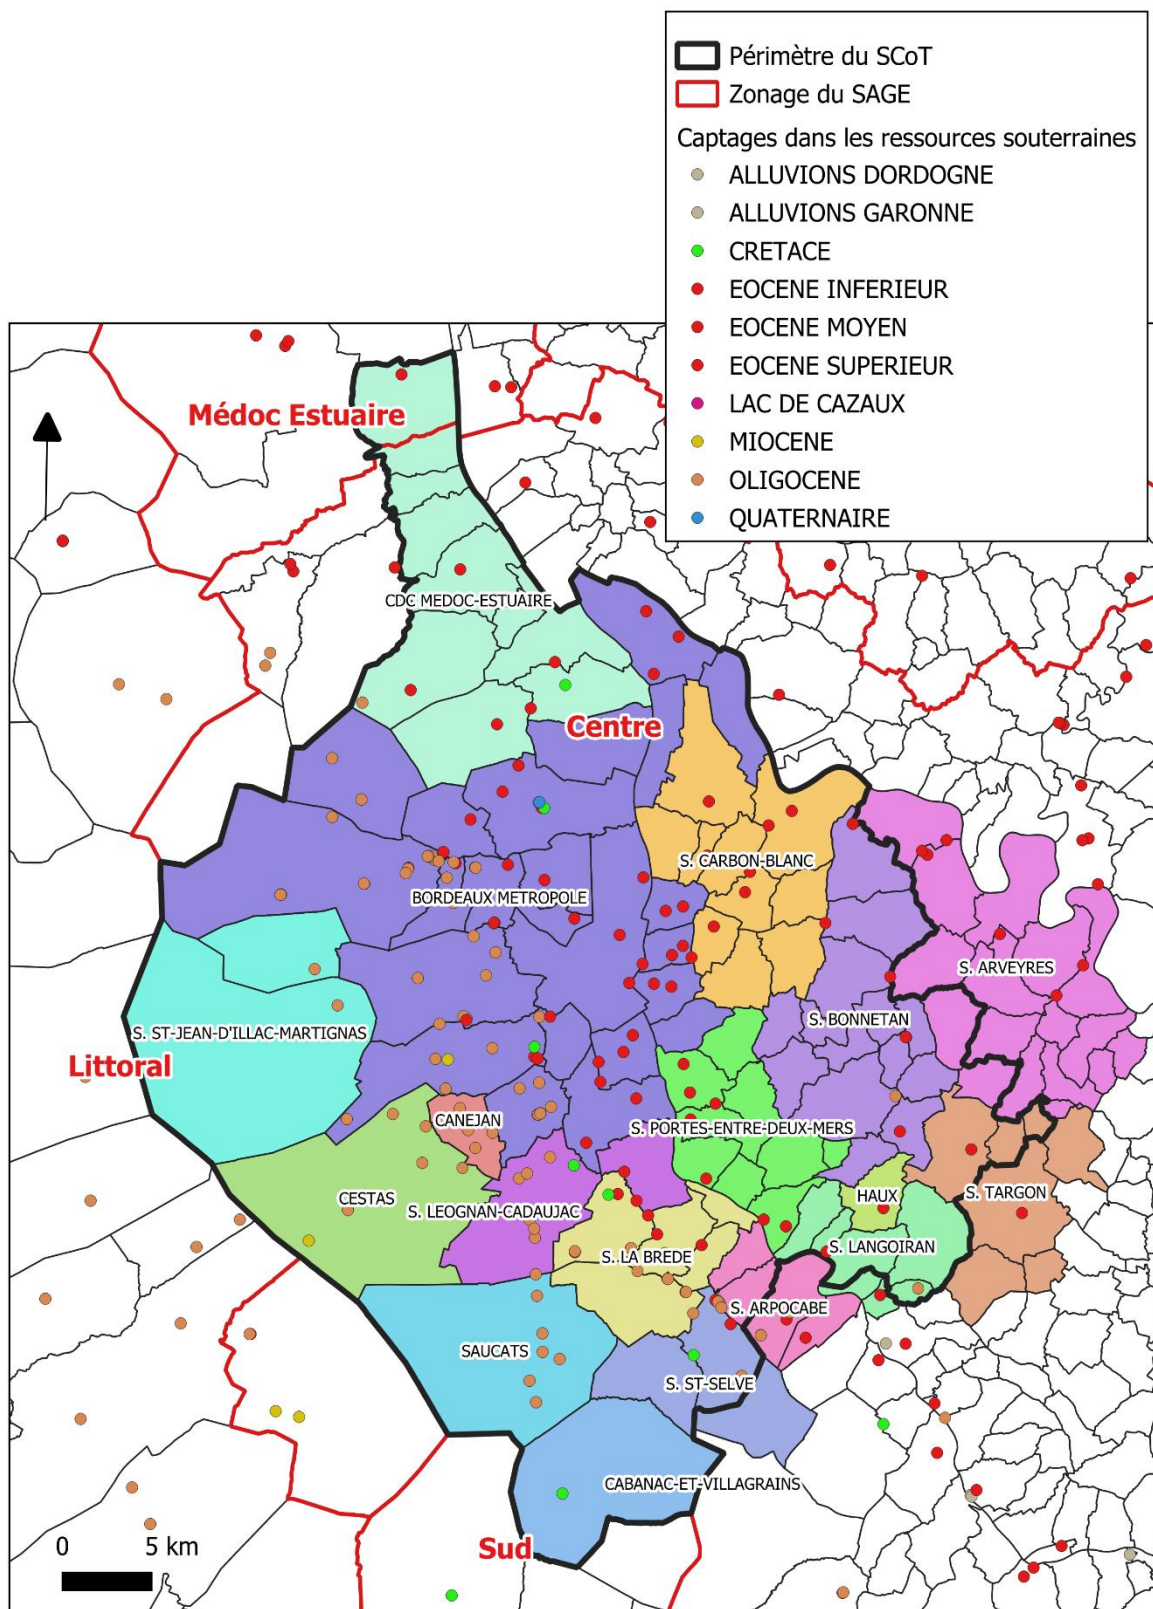 Périmètre du SCoT
Zonage du SAGE
Captages dans les ressources souterraines
ALLUVIONS DORDOGNE
ALLUVIONS GARONNE
CRETACE
EOCENE INFERIEUR
EOCENE MOYEN
EOCENE SUPERIEUR
LAC DE CAZAUX
MIOCENE
OLIGOCENE
QUATERNAIRE
Médoc Estuaire
CDC MEDOC-ESTUAIRE
Centre
S. CARBON-BLANC
BORDEAUX METROPOLE
S. ARVEYRES
S. BONNETAN
S. ST-JEAN-D'ILLAC-MARTIGNAS
Littoral
CANEJAN
S. PORTES-ENTRE-DEUX-MERS
CESTAS
HAUX
S. TARGON
S. LEOGNAN-CADAUJAC
S. LANGOIRAN
S. LA BREDE
S. ARPOCABE
SAUCATS
S. ST-SELVE
CABANAC-ET-VILLAGRAINS
Sud
0 5 km